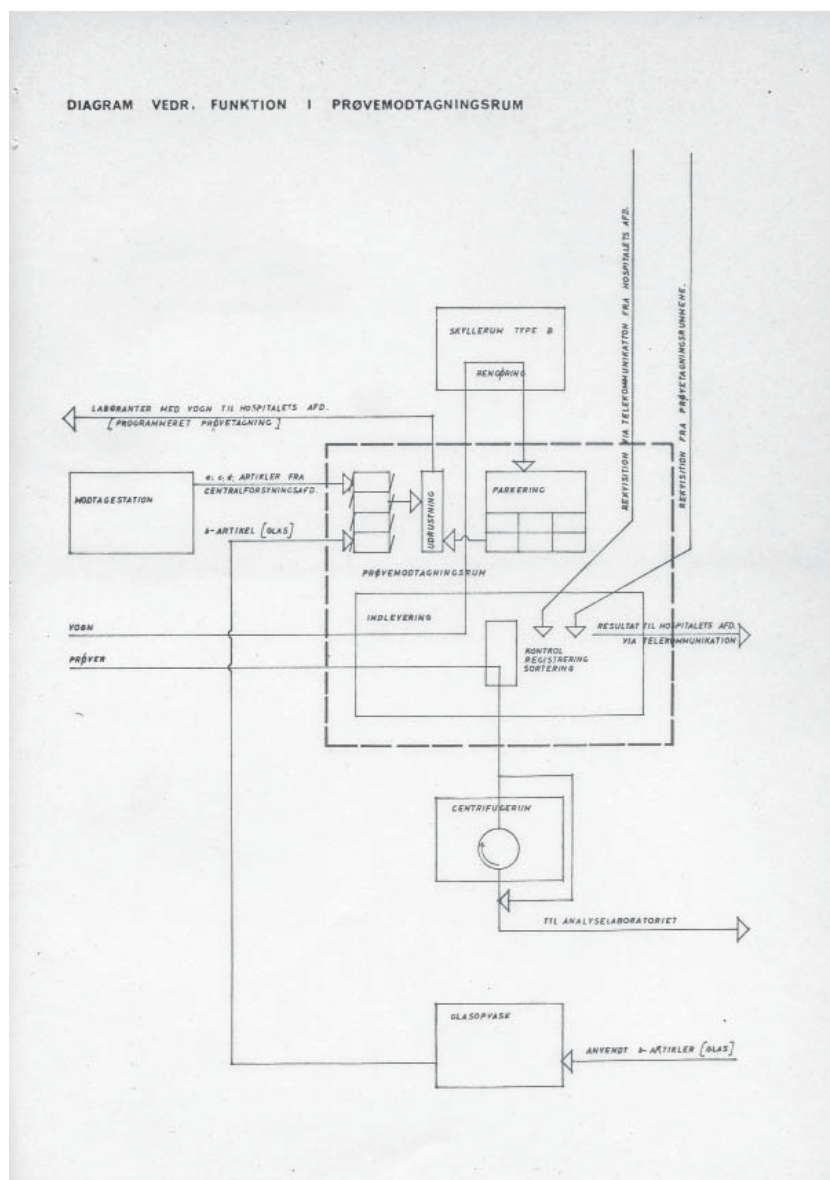 DIAGRAM VEDR. FUNKTION I PRØVEMODTAGNINGSRUM
REKVISITION VIA TELEKOMMUNIKATION FRA HOSPITALETS AFD.
REKVISITION FRA PRØVETAGNINGSRUMMENE.
SKYLLERUM TYPE B
RENGØRING
LABORANTER MED VOGN TIL HOSPITALETS AFD.
[PROGRAMMERET PRØVETAGNING]
MODTAGESTATION
a, c, d, ARTIKLER FRA
CENTRALFORSYNINGSAFD.
b-ARTIKEL [GLAS]
UDRUSTNING
PARKERING
PRØVEMODTAGNINGSRUM
INDLEVERING
VOGN
PRØVER
KONTROL
REGISTRERING
SORTERING
RESULTAT TIL HOSPITALETS AFD.
VIA TELEKOMMUNIKATION
CENTRIFUGERUM
TIL ANALYSELABORATORIET
GLASOPVASK
ANVENDT b-ARTIKLER [GLAS]